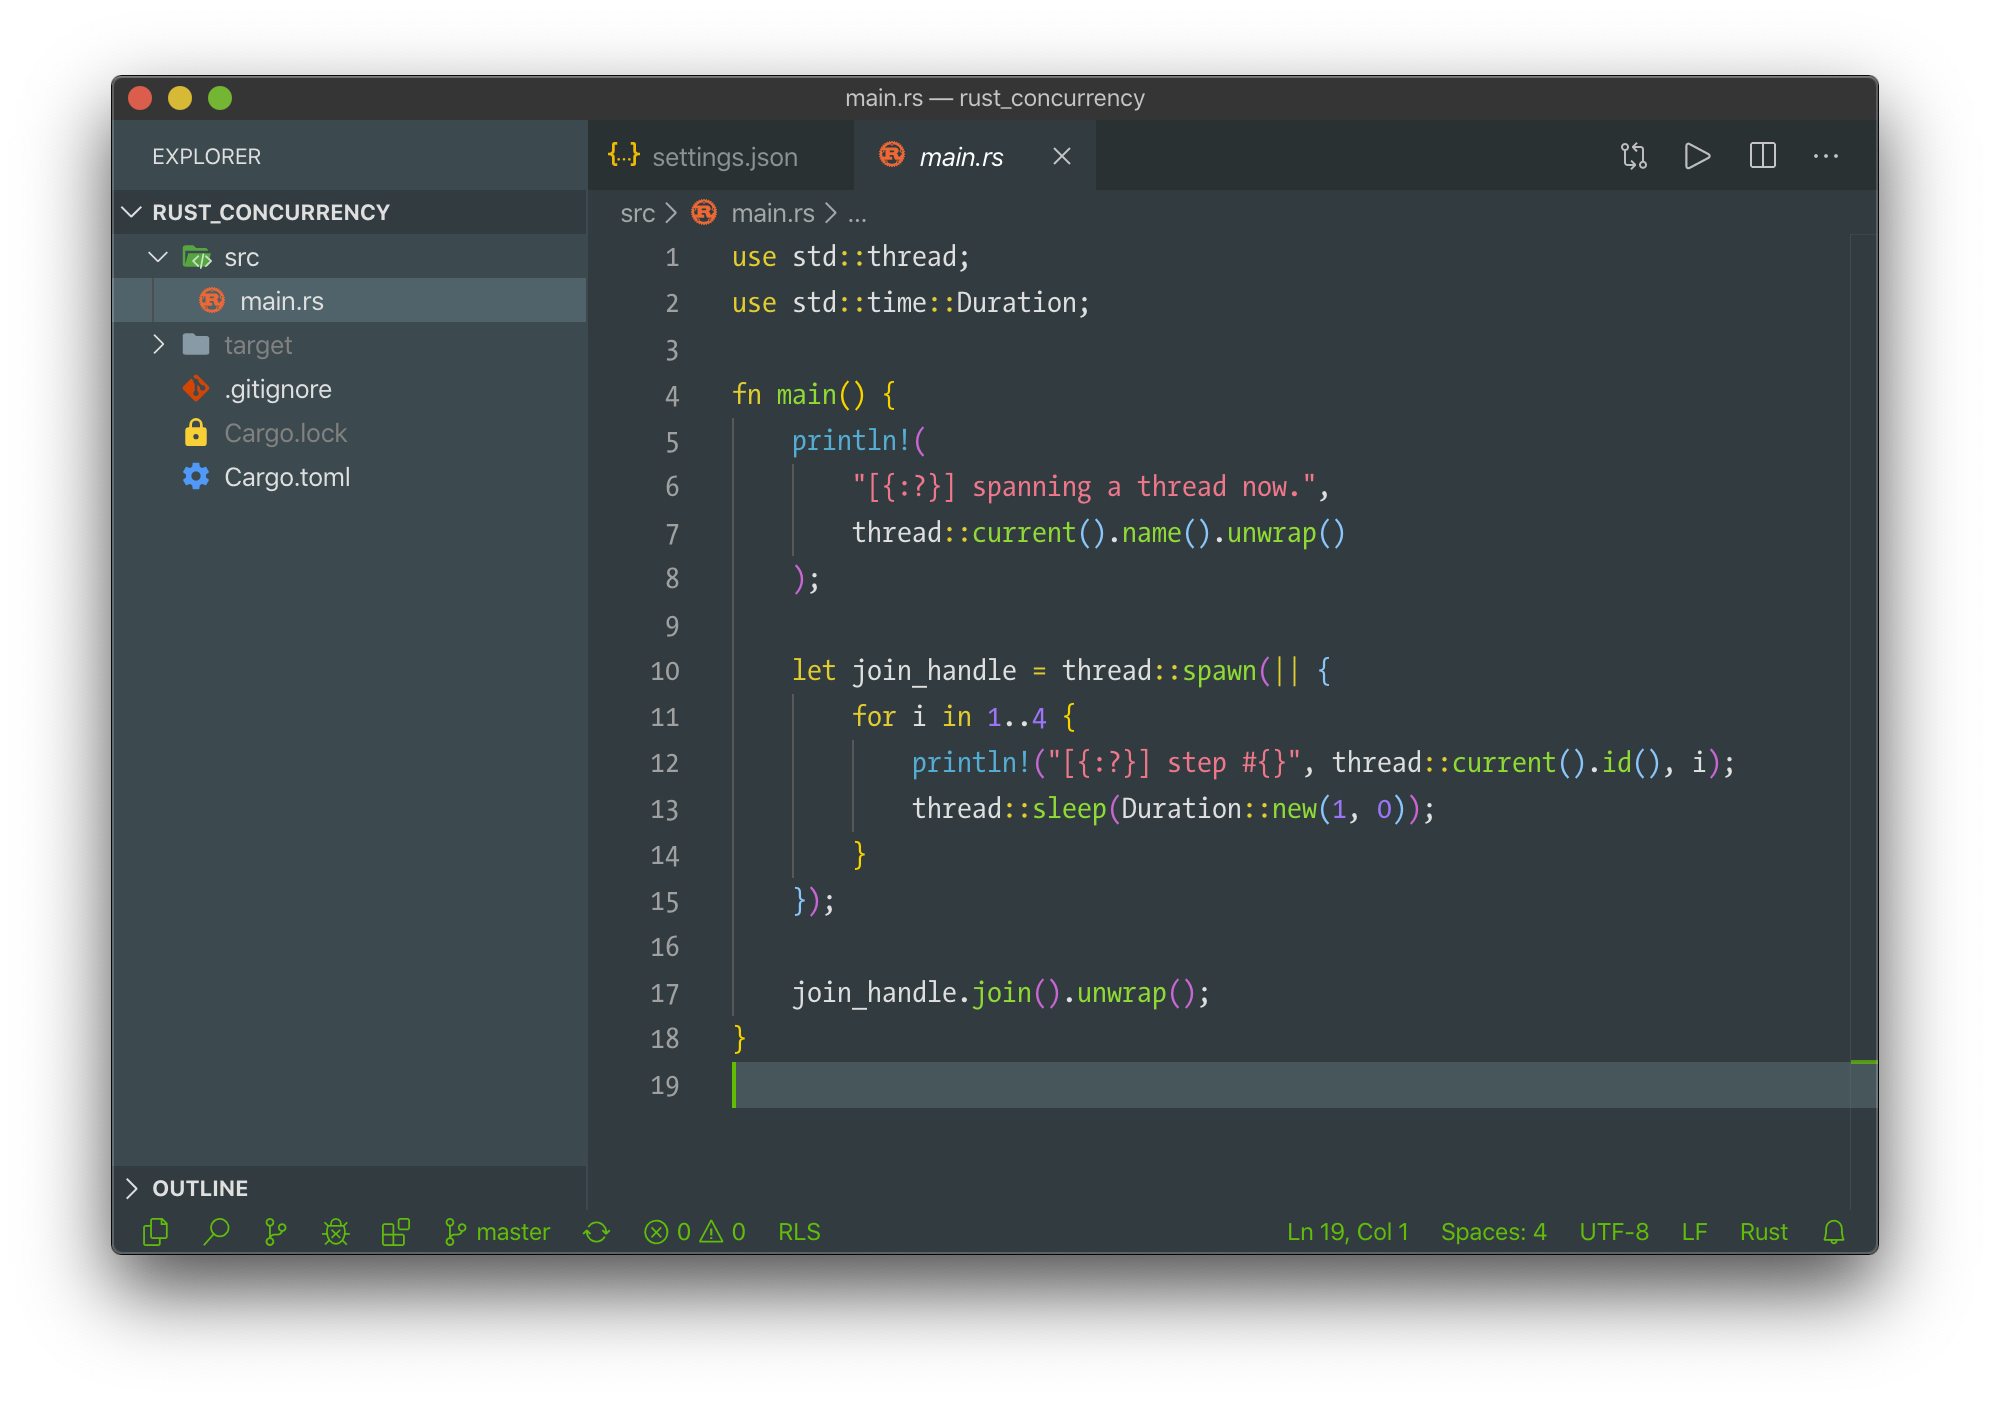 main.rs — rust_concurrency
EXPLORER
RUST_CONCURRENCY
src
main.rs
target
.gitignore
Cargo.lock
Cargo.toml
OUTLINE
{...} settings.json
main.rs
src > main.rs > ...
1 use std::thread;
2 use std::time::Duration;
3
4 fn main() {
5     println!(
6         "[{:?}] spanning a thread now.",
7         thread::current().name().unwrap()
8     );
9
10     let join_handle = thread::spawn(|| {
11         for i in 1..4 {
12             println!("[{:?}] step #{}", thread::current().id(), i);
13             thread::sleep(Duration::new(1, 0));
14         }
15     });
16
17     join_handle.join().unwrap();
18 }
19
master 0 0 RLS Ln 19, Col 1 Spaces: 4 UTF-8 LF Rust